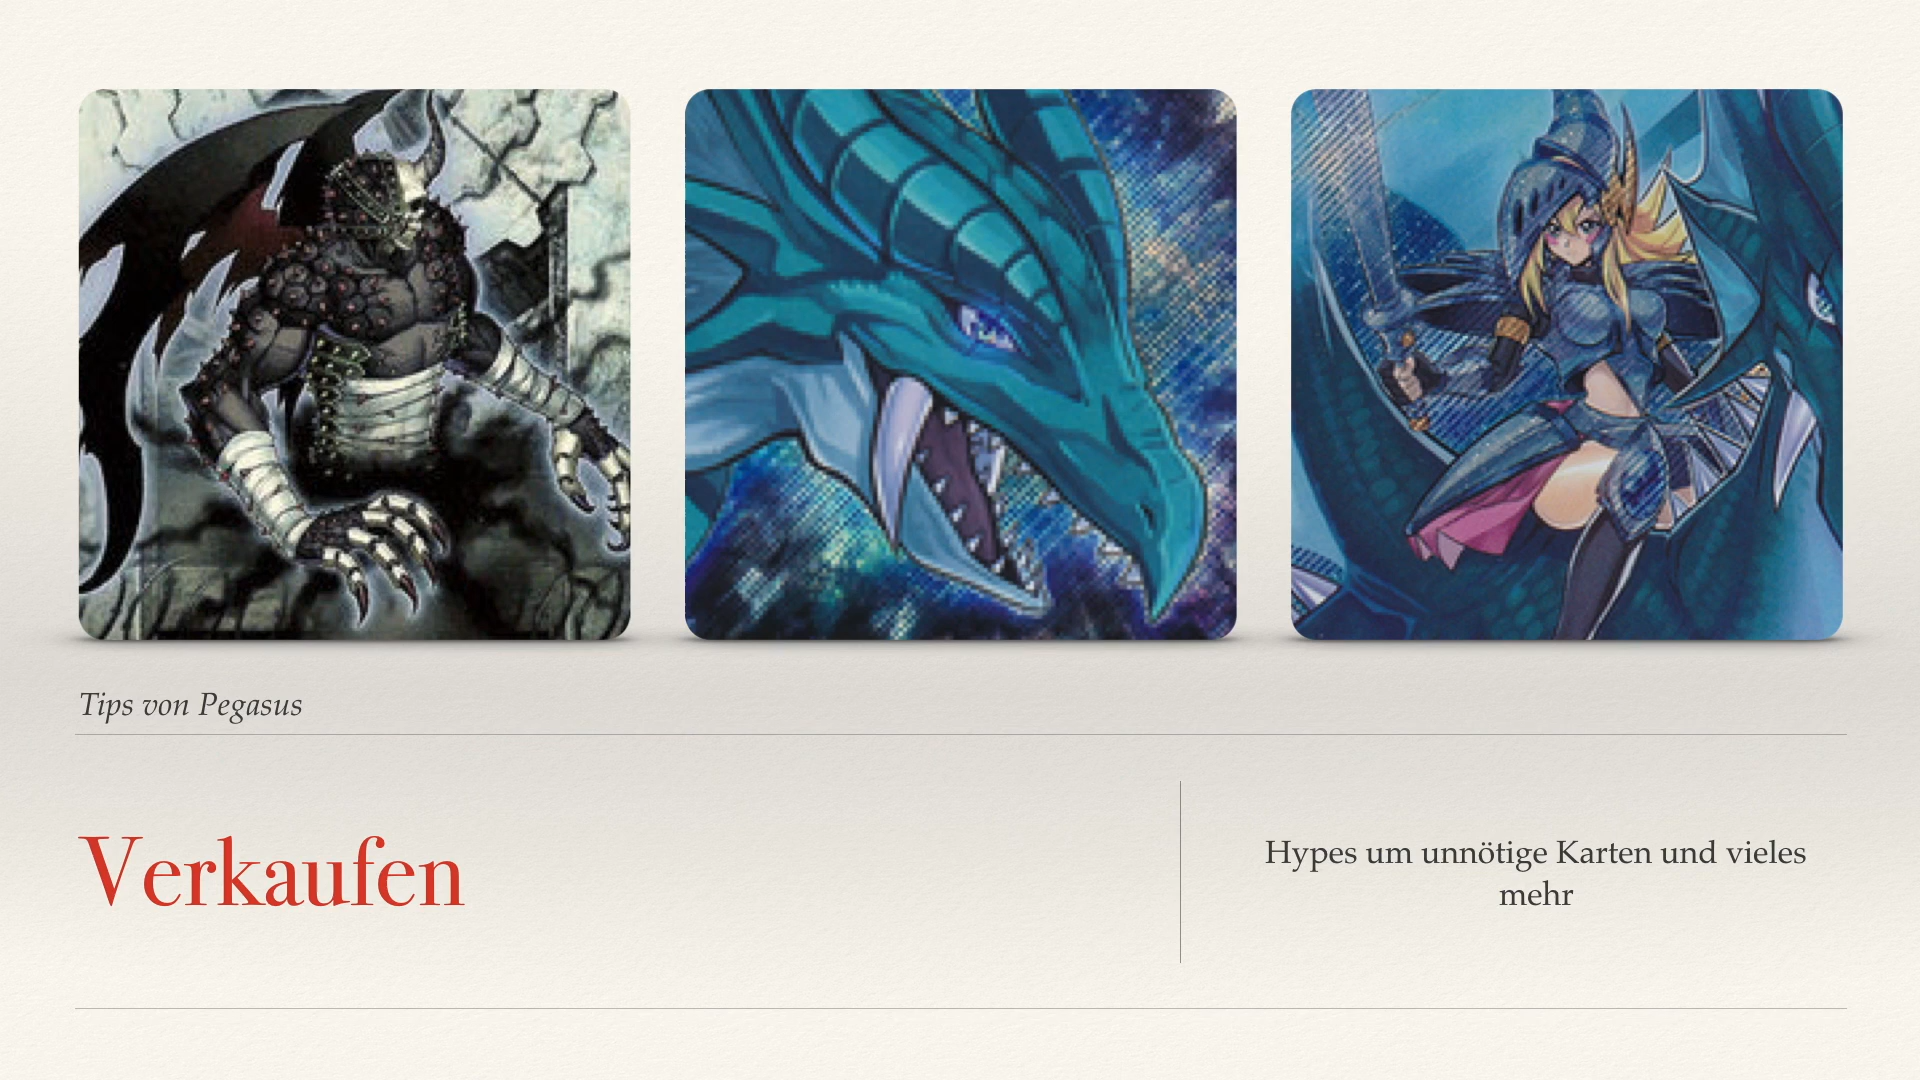 Tips von Pegasus
Verkaufen
Hypes um unnötige Karten und vieles
mehr